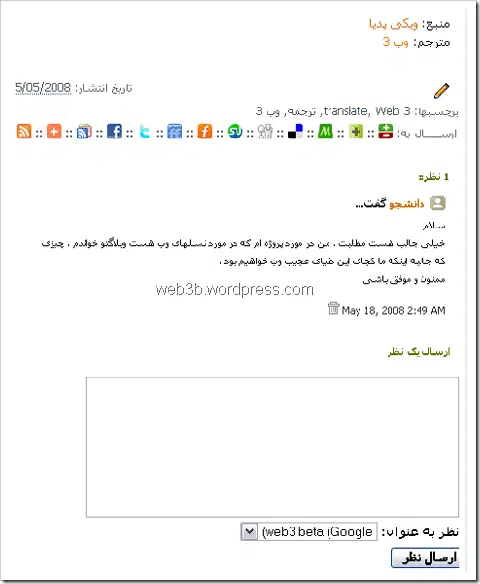 منبع: ویکی پدیا
مترجم: وب 3
تاریخ انتشار: 5/05/2008
برچسبها: translate, Web 3, ترجمه, وب 3
ارســـال به: :: :: :: :: :: :: :: :: :: :: ::
1 نظر:
دانشجو گفت...
سلام
خیلی جالب هست مطلبت . من در مورد پروژه ام که در مورد نسلهای وب هست وبلاگتو خواندم . چیزی
که جالبه اینکه ما کجای این دنیای عجیب وب خواهیم بود .
ممنون و موفق باشی
web3b.wordpress.com
May 18, 2008 2:49 AM
ارسال یک نظر
نظر به عنوان: web3 beta (Google)
ارسال نظر